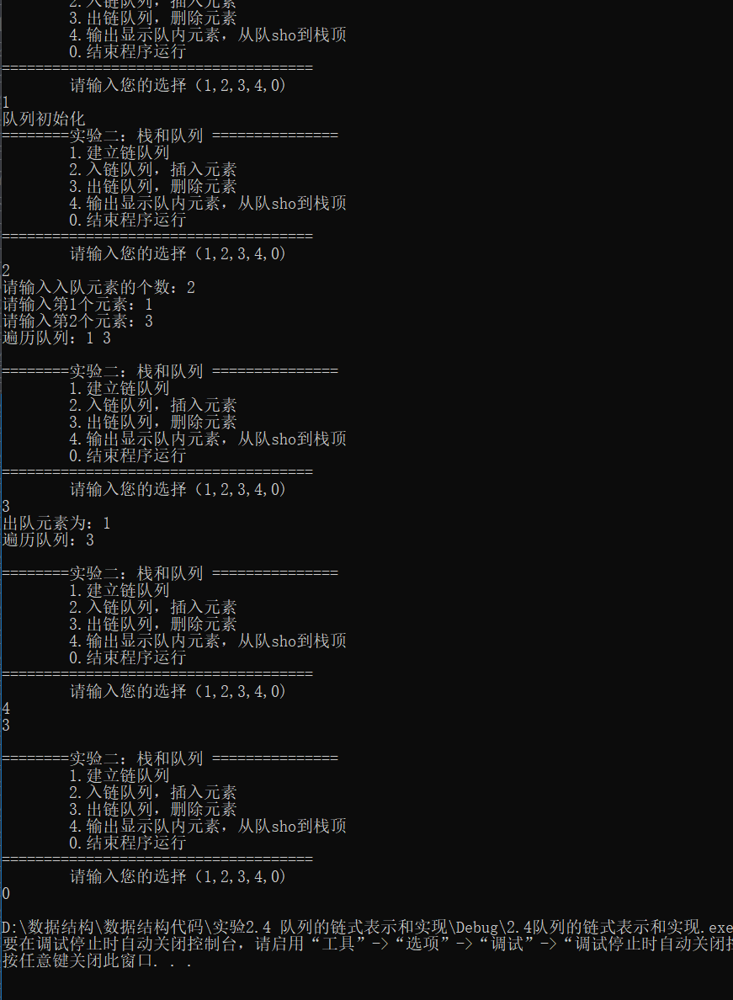 2.入链队列，插入元素
3.出链队列，删除元素
4.输出显示队内元素，从队sho到栈顶
0.结束程序运行
=====================================
请输入您的选择（1,2,3,4,0)
1
队列初始化
========实验二：栈和队列 ===============
1.建立链队列
2.入链队列，插入元素
3.出链队列，删除元素
4.输出显示队内元素，从队sho到栈顶
0.结束程序运行
=====================================
请输入您的选择（1,2,3,4,0)
2
请输入入队元素的个数：2
请输入第1个元素：1
请输入第2个元素：3
遍历队列：1 3
========实验二：栈和队列 ===============
1.建立链队列
2.入链队列，插入元素
3.出链队列，删除元素
4.输出显示队内元素，从队sho到栈顶
0.结束程序运行
=====================================
请输入您的选择（1,2,3,4,0)
3
出队元素为：1
遍历队列：3
========实验二：栈和队列 ===============
1.建立链队列
2.入链队列，插入元素
3.出链队列，删除元素
4.输出显示队内元素，从队sho到栈顶
0.结束程序运行
=====================================
请输入您的选择（1,2,3,4,0)
4
3
========实验二：栈和队列 ===============
1.建立链队列
2.入链队列，插入元素
3.出链队列，删除元素
4.输出显示队内元素，从队sho到栈顶
0.结束程序运行
=====================================
请输入您的选择（1,2,3,4,0)
0
D:\数据结构\数据结构代码\实验2.4 队列的链式表示和实现\Debug\2.4队列的链式表示和实现.exe
要在调试停止时自动关闭控制台，请启用“工具”->“选项”->“调试”->“调试停止时自动关闭
按任意键关闭此窗口. . .